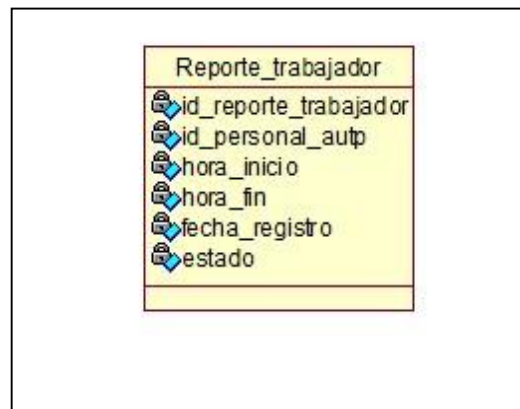 Reporte_trabajador
id_reporte_trabajador
id_personal_autp
hora_inicio
hora_fin
fecha_registro
estado